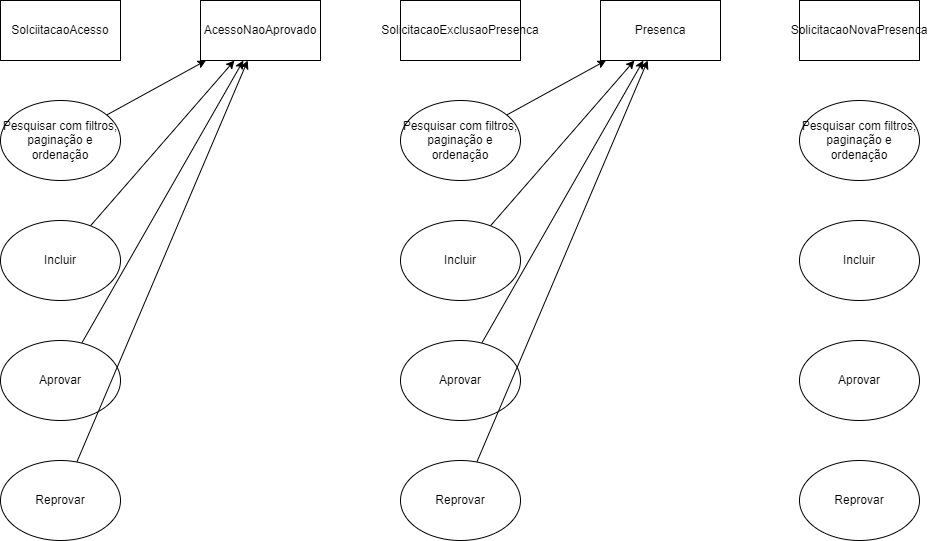 SolciitacaoAcesso
AcessoNaoAprovado
SolicitacaoExclusaoPresenca
Presenca
SolicitacaoNovaPresenca
Pesquisar com filtros,
paginação e
ordenação
Pesquisar com filtros,
paginação e
ordenação
Pesquisar com filtros,
paginação e
ordenação
Incluir
Incluir
Incluir
Aprovar
Aprovar
Aprovar
Reprovar
Reprovar
Reprovar